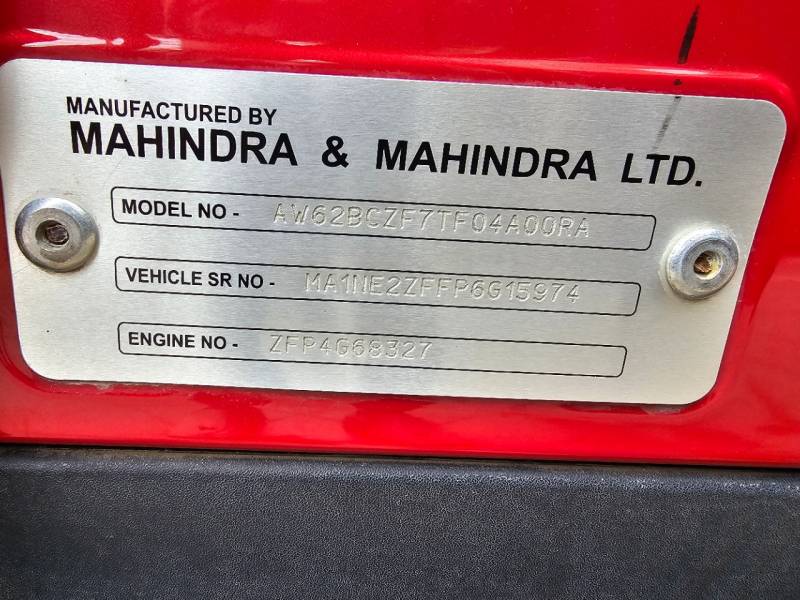 MANUFACTURED BY
MAHINDRA & MAHINDRA LTD.
MODEL NO - AW62BCZF7TF04A00RA
VEHICLE SR NO - MA1NE2ZFFP6G15974
ENGINE NO - ZFP4G68327